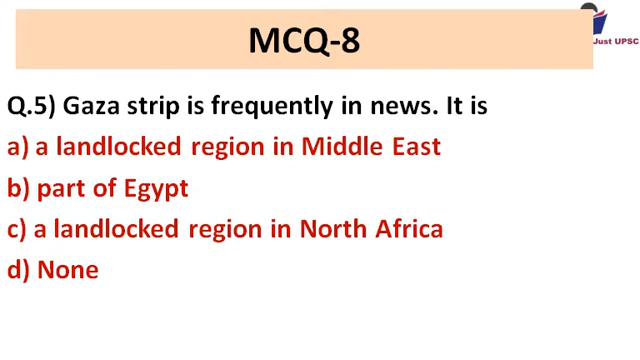 Just UPSC
MCQ-8
Q.5) Gaza strip is frequently in news. It is
a) a landlocked region in Middle East
b) part of Egypt
c) a landlocked region in North Africa
d) None